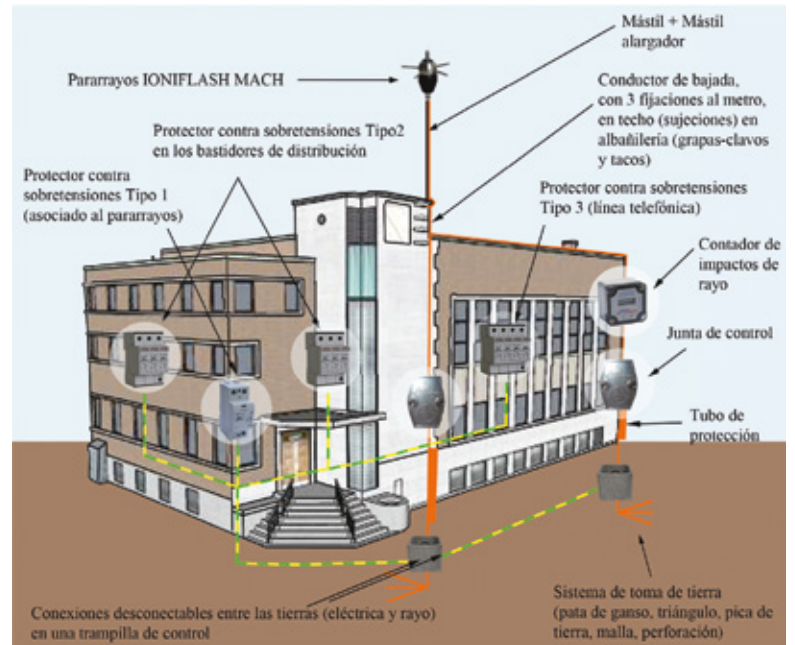 Mástil + Mástil
alargador
Pararrayos IONIFLASH MACH
Conductor de bajada,
con 3 fijaciones al metro,
en techo (sujeciones) en
albañilería (grapas-clavos
y tacos)
Protector contra sobretensiones Tipo2
en los bastidores de distribución
Protector contra
sobretensiones Tipo 1
(asociado al pararrayos)
Protector contra sobretensiones
Tipo 3 (línea telefónica)
Contador de
impactos de
rayo
Junta de control
Tubo de
protección
Sistema de toma de tierra
(pata de ganso, triángulo, pica de
tierra, malla, perforación)
Conexiones desconectables entre las tierras (eléctrica y rayo)
en una trampilla de control